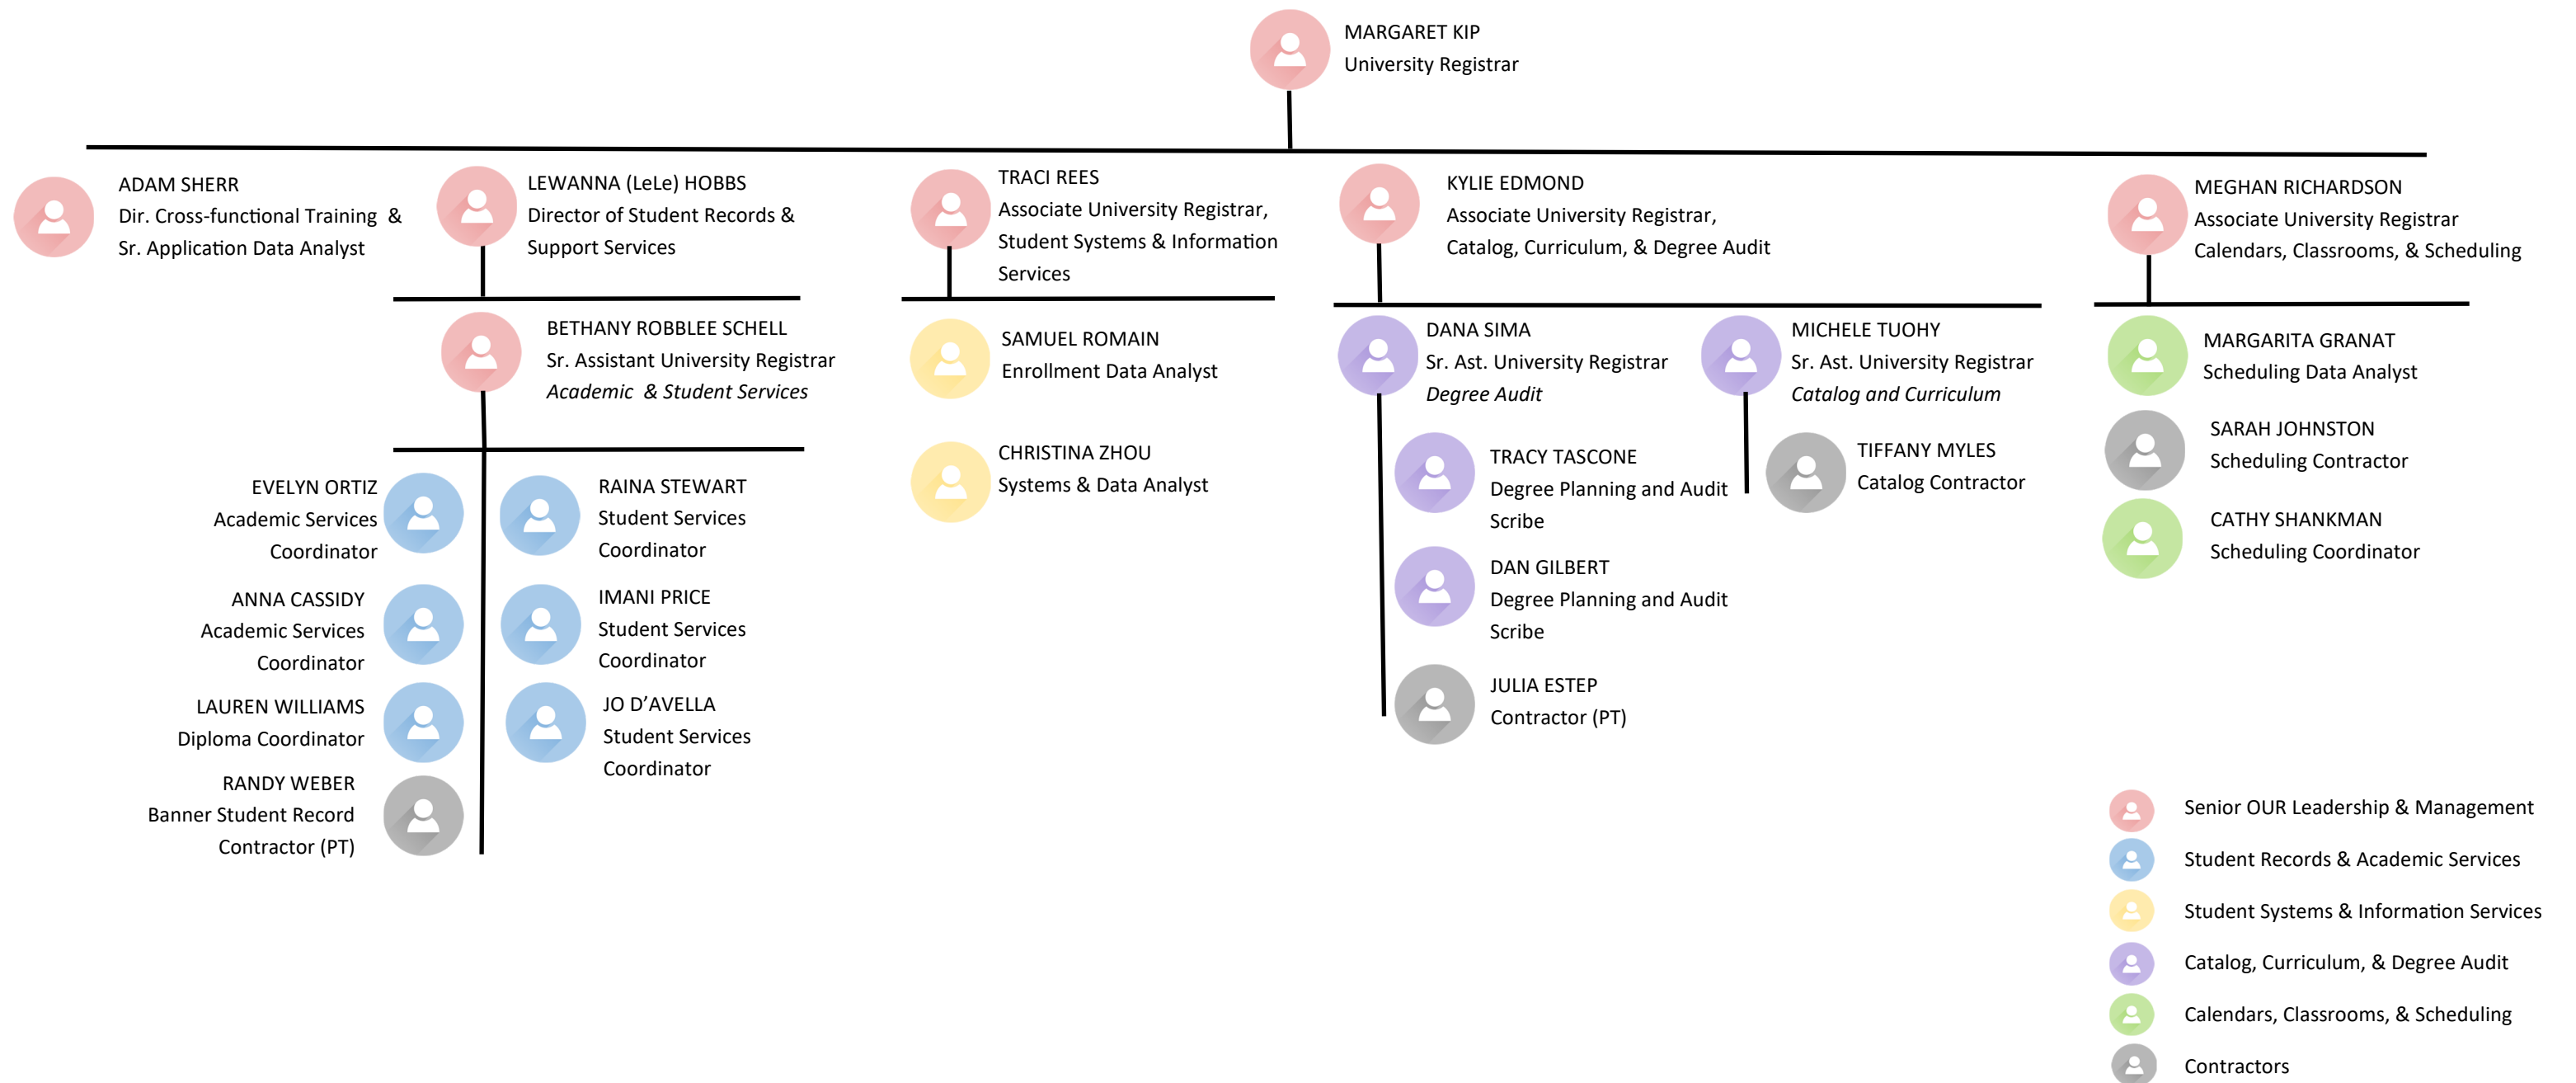 MARGARET KIP
University Registrar
ADAM SHERR
Dir. Cross-functional Training &
Sr. Application Data Analyst
LEWANNA (LeLe) HOBBS
Director of Student Records &
Support Services
TRACI REES
Associate University Registrar,
Student Systems & Information
Services
KYLIE EDMOND
Associate University Registrar,
Catalog, Curriculum, & Degree Audit
MEGHAN RICHARDSON
Associate University Registrar
Calendars, Classrooms, & Scheduling
BETHANY ROBBLEE SCHELL
Sr. Assistant University Registrar
Academic & Student Services
EVELYN ORTIZ
Academic Services
Coordinator
RAINA STEWART
Student Services
Coordinator
ANNA CASSIDY
Academic Services
Coordinator
IMANI PRICE
Student Services
Coordinator
LAUREN WILLIAMS
Diploma Coordinator
JO D’AVELLA
Student Services
Coordinator
RANDY WEBER
Banner Student Record
Contractor (PT)
SAMUEL ROMAIN
Enrollment Data Analyst
CHRISTINA ZHOU
Systems & Data Analyst
DANA SIMA
Sr. Ast. University Registrar
Degree Audit
TRACY TASCONE
Degree Planning and Audit
Scribe
DAN GILBERT
Degree Planning and Audit
Scribe
JULIA ESTEP
Contractor (PT)
MICHELE TUOHY
Sr. Ast. University Registrar
Catalog and Curriculum
TIFFANY MYLES
Catalog Contractor
MARGARITA GRANAT
Scheduling Data Analyst
SARAH JOHNSTON
Scheduling Contractor
CATHY SHANKMAN
Scheduling Coordinator
Senior OUR Leadership & Management
Student Records & Academic Services
Student Systems & Information Services
Catalog, Curriculum, & Degree Audit
Calendars, Classrooms, & Scheduling
Contractors